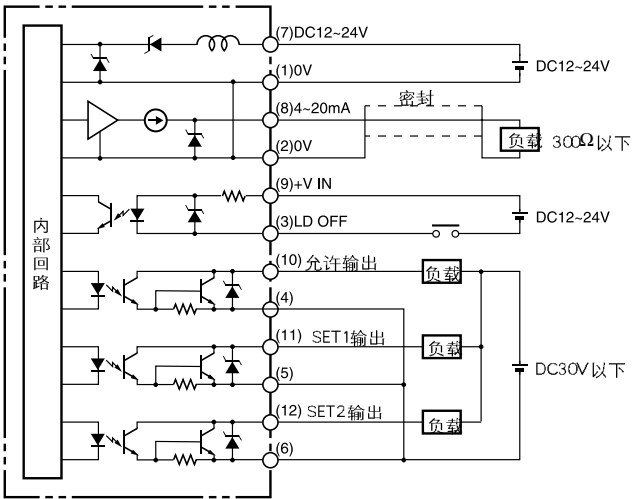 (7)DC12~24V
(1)0V
DC12~24V
(8)4~20mA
密封
负载 300Ω以下
(2)0V
(9)+V IN
(3)LD OFF
DC12~24V
内部回路
(10) 允许输出
负载
(4)
(11) SET1输出
负载
(5)
DC30V以下
(12) SET2输出
负载
(6)